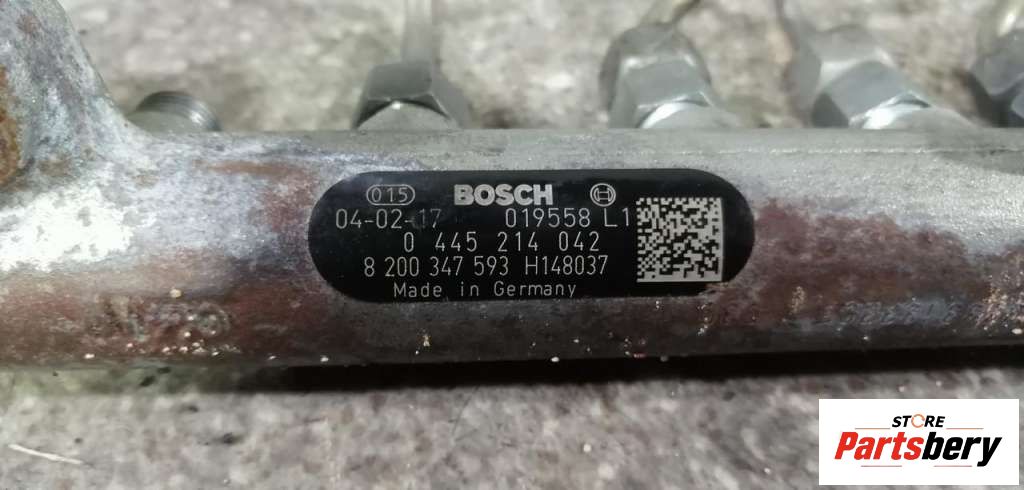 015 BOSCH
04-02-17 019558 L1
0 445 214 042
8 200 347 593 H148037
Made in Germany
STORE
Partsbery